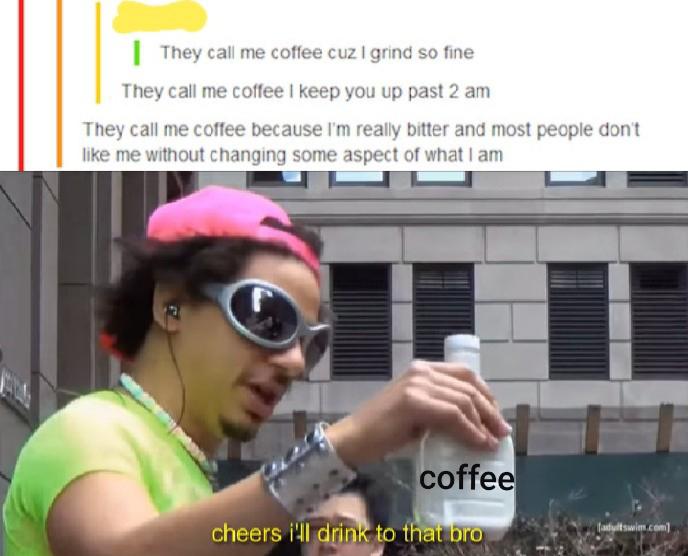 They call me coffee cuz I grind so fine
They call me coffee I keep you up past 2 am
They call me coffee because I'm really bitter and most people don't
like me without changing some aspect of what I am
coffee
cheers i'll drink to that bro
[adultswim.com]